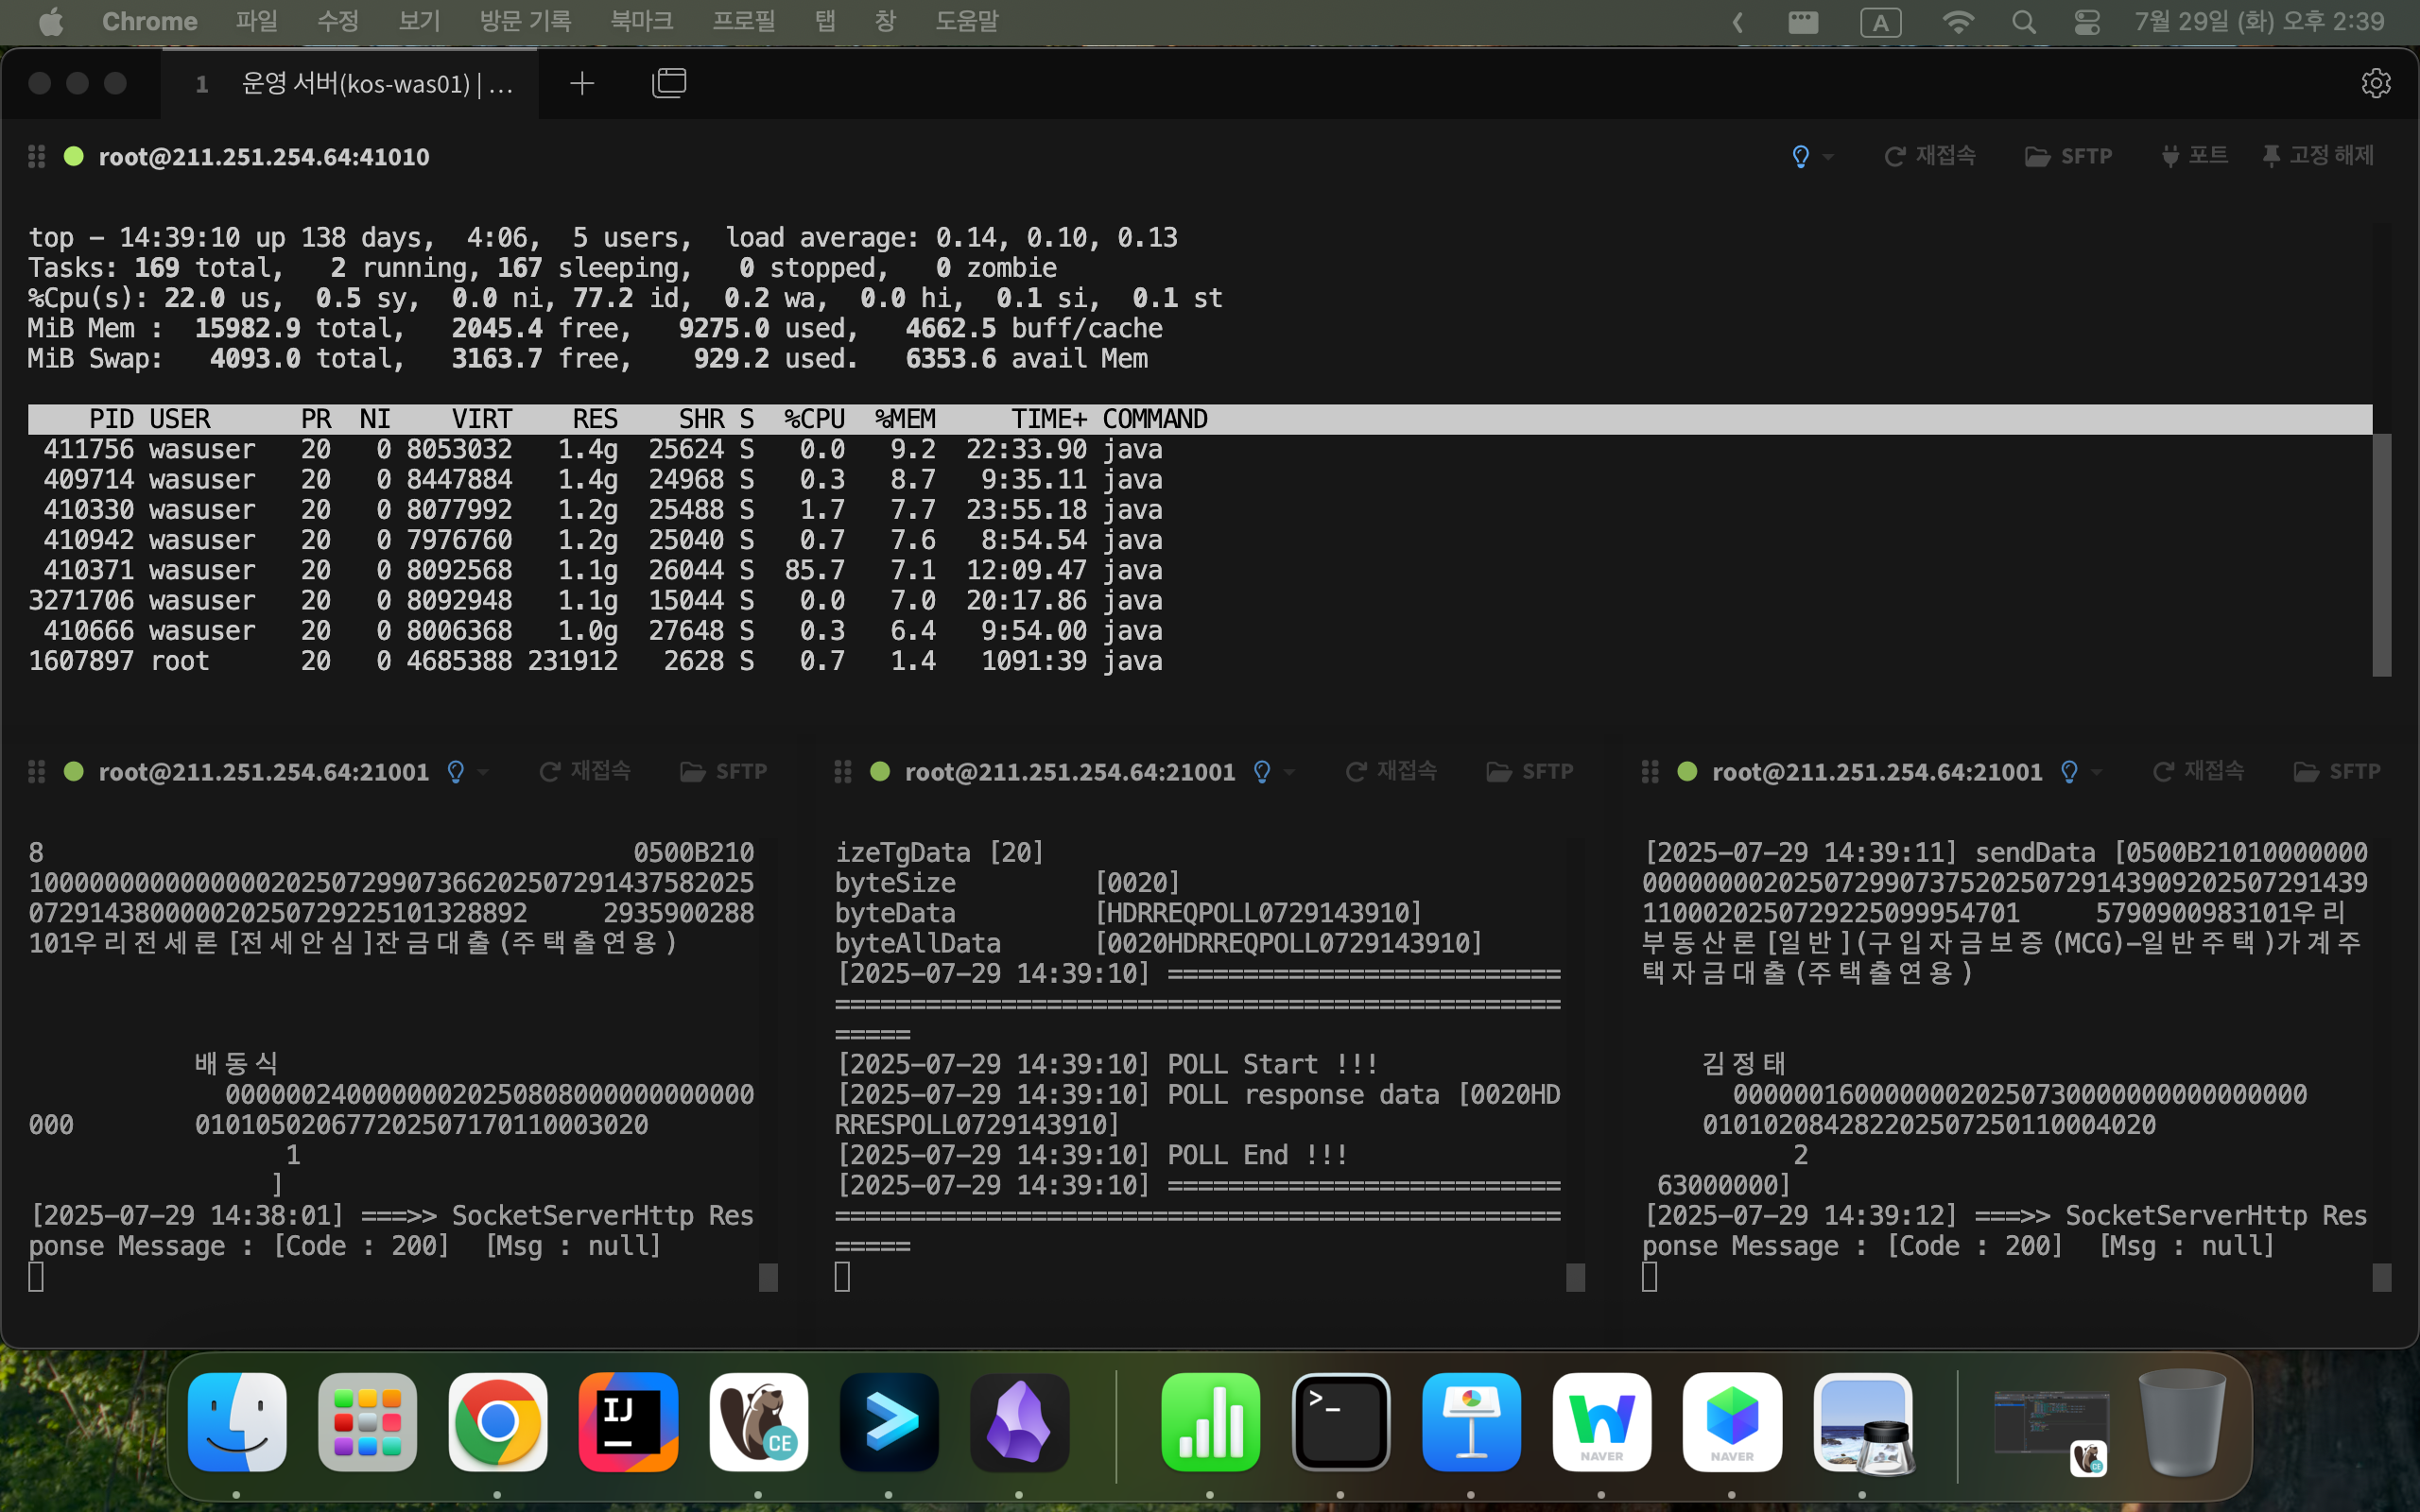 Chrome 파일 수정 보기 방문 기록 북마크 프로필 탭 창 도움말 A 7월 29일 (화) 오후 2:39
1 운영 서버(kos-was01) | ...
root@211.251.254.64:41010 재접속 SFTP 포트 고정 해제
top - 14:39:10 up 138 days,  4:06,  5 users,  load average: 0.14, 0.10, 0.13
Tasks: 169 total,   2 running, 167 sleeping,   0 stopped,   0 zombie
%Cpu(s): 22.0 us,  0.5 sy,  0.0 ni, 77.2 id,  0.2 wa,  0.0 hi,  0.1 si,  0.1 st
MiB Mem :  15982.9 total,   2045.4 free,   9275.0 used,   4662.5 buff/cache
MiB Swap:   4093.0 total,   3163.7 free,    929.2 used.   6353.6 avail Mem
PID USER PR NI VIRT RES SHR S %CPU %MEM TIME+ COMMAND
411756 wasuser 20 0 8053032 1.4g 25624 S 0.0 9.2 22:33.90 java
409714 wasuser 20 0 8447884 1.4g 24968 S 0.3 8.7 9:35.11 java
410330 wasuser 20 0 8077992 1.2g 25488 S 1.7 7.7 23:55.18 java
410942 wasuser 20 0 7976760 1.2g 25040 S 0.7 7.6 8:54.54 java
410371 wasuser 20 0 8092568 1.1g 26044 S 85.7 7.1 12:09.47 java
3271706 wasuser 20 0 8092948 1.1g 15044 S 0.0 7.0 20:17.86 java
410666 wasuser 20 0 8006368 1.0g 27648 S 0.3 6.4 9:54.00 java
1607897 root 20 0 4685388 231912 2628 S 0.7 1.4 1091:39 java
root@211.251.254.64:21001 재접속 SFTP
8 0500B210
100000000000000020250729907366202507291437582025
07291438000002025072922510132889​2 2935900288
101우리전세론[전세안심]잔금대출(주택출연용)
배동식
00000024000000020250808000000000000
000 010105020677202507170110003020
1
]
[2025-07-29 14:38:01] ===>> SocketServerHttp Res
ponse Message : [Code : 200]  [Msg : null]
root@211.251.254.64:21001 재접속 SFTP
izeTgData [20]
byteSize [0020]
byteData [HDRREQPOLL0729143910]
byteAllData [0020HDRREQPOLL0729143910]
[2025-07-29 14:39:10] ==========================
================================================
=====
[2025-07-29 14:39:10] POLL Start !!!
[2025-07-29 14:39:10] POLL response data [0020HD
RRESPOLL0729143910]
[2025-07-29 14:39:10] POLL End !!!
[2025-07-29 14:39:10] ==========================
================================================
=====
root@211.251.254.64:21001 재접속 SFTP
[2025-07-29 14:39:11] sendData [0500B21010000000
000000002025072990737520250729143909202507291439
11000202507292250999547​01 5790900983101우리
부동산론[일반](구입자금보증(MCG)-일반주택)가계주
택자금대출(주택출연용)
김정태
00000016000000020250730000000000000000
010102084282202507250110004020
2
63000000]
[2025-07-29 14:39:12] ===>> SocketServerHttp Res
ponse Message : [Code : 200]  [Msg : null]
IJ
CE
>_
NAVER
NAVER
CE